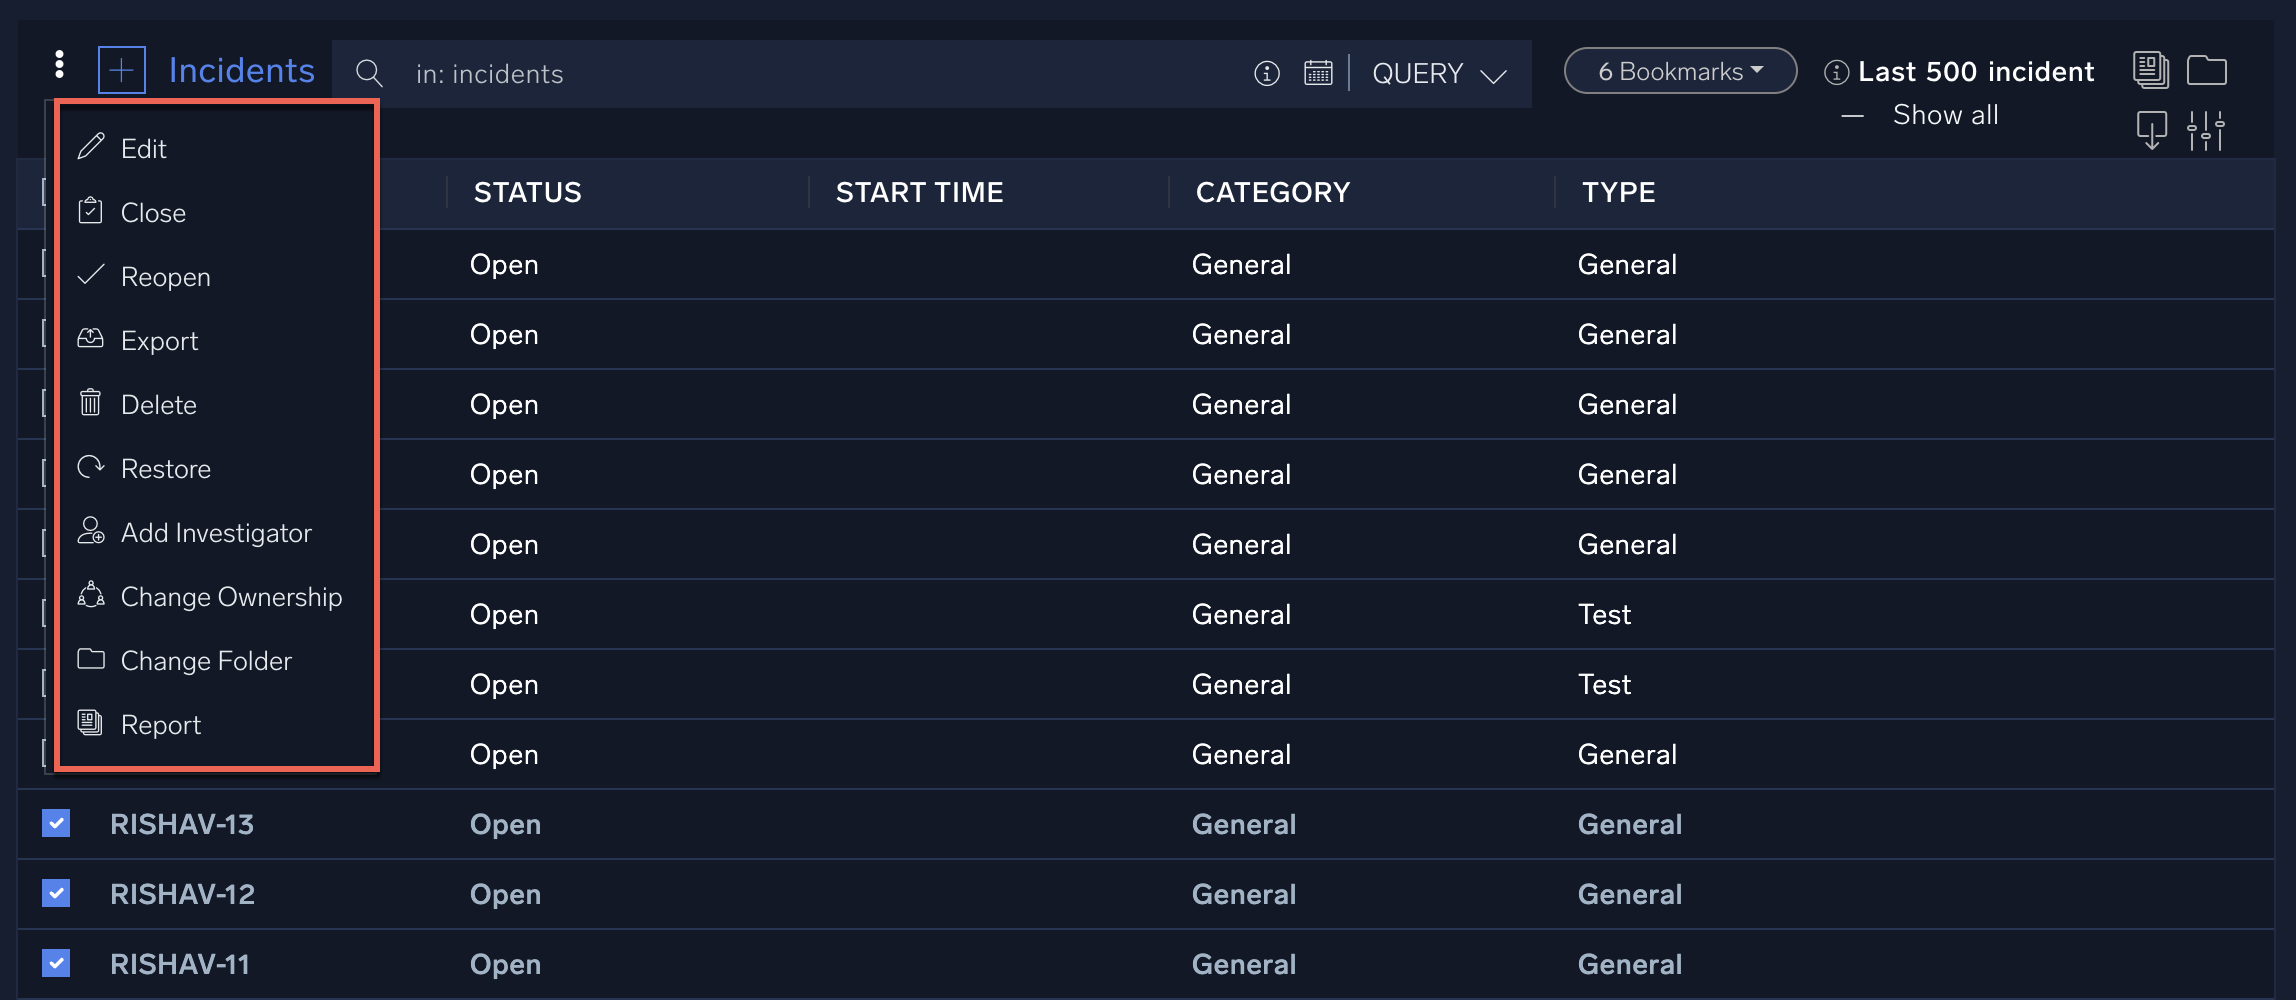 Incidents
in: incidents
QUERY
6 Bookmarks
Last 500 incident
Show all
Edit
Close
Reopen
Export
Delete
Restore
Add Investigator
Change Ownership
Change Folder
Report
STATUS START TIME CATEGORY TYPE
Open General General
Open General General
Open General General
Open General General
Open General General
Open General Test
Open General Test
Open General General
RISHAV-13 Open General General
RISHAV-12 Open General General
RISHAV-11 Open General General